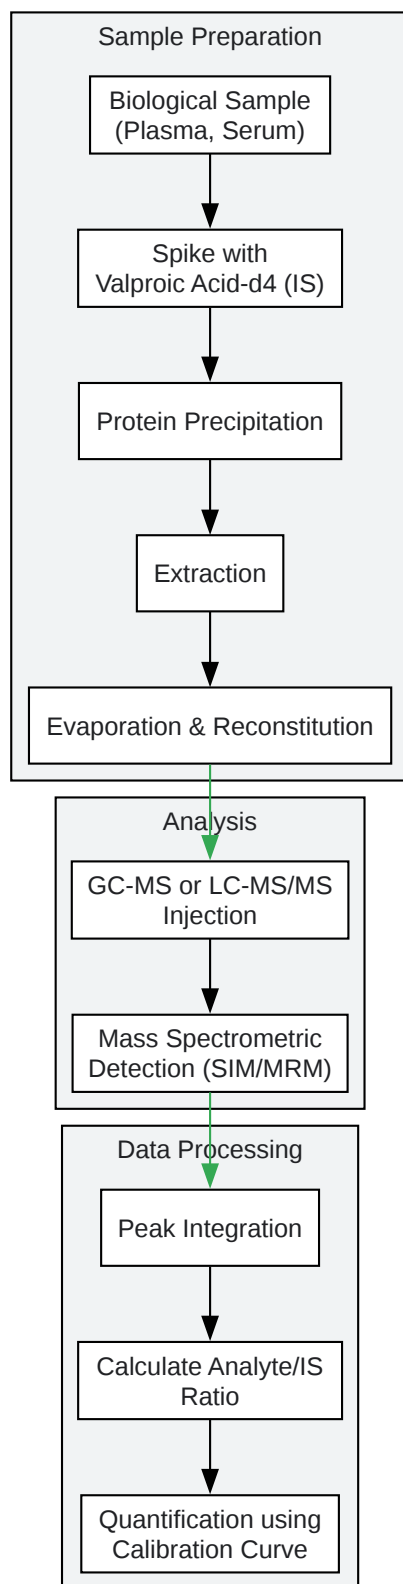 Sample Preparation
Biological Sample
(Plasma, Serum)
Spike with
Valproic Acid-d4 (IS)
Protein Precipitation
Extraction
Evaporation & Reconstitution
Analysis
GC-MS or LC-MS/MS
Injection
Mass Spectrometric
Detection (SIM/MRM)
Data Processing
Peak Integration
Calculate Analyte/IS
Ratio
Quantification using
Calibration Curve